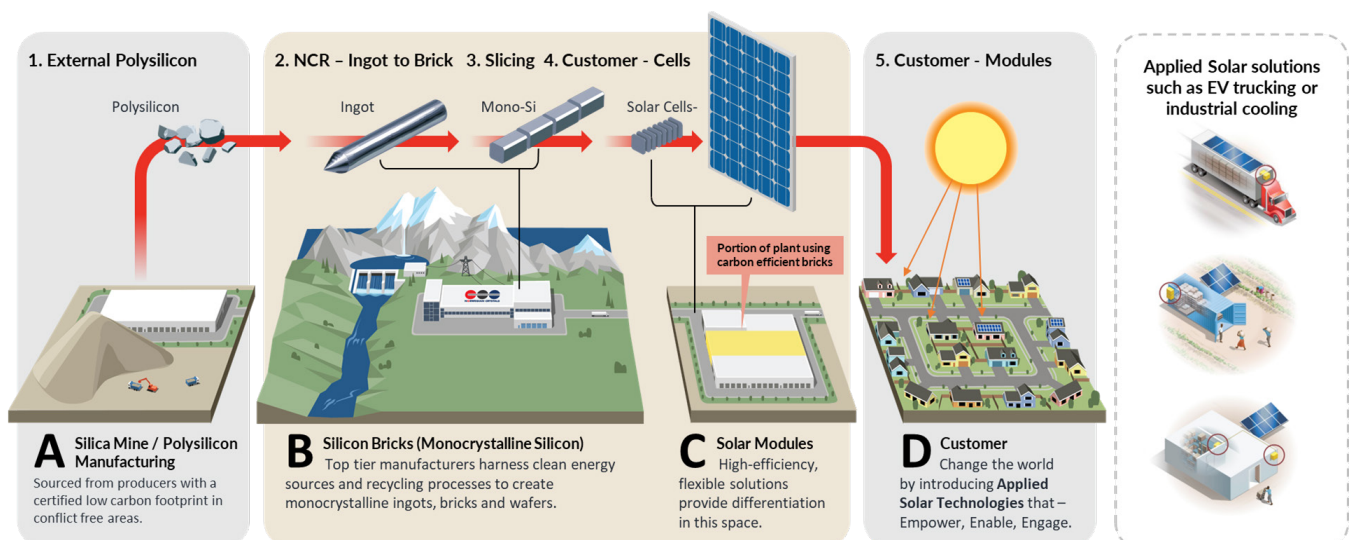 1. External Polysilicon
Polysilicon
A
Silica Mine / Polysilicon
Manufacturing
Sourced from producers with a
certified low carbon footprint in
conflict free areas.
2. NCR – Ingot to Brick
3. Slicing
4. Customer - Cells
Ingot
Mono-Si
Solar Cells-
Portion of plant using
carbon efficient bricks
B
Silicon Bricks (Monocrystalline Silicon)
Top tier manufacturers harness clean energy
sources and recycling processes to create
monocrystalline ingots, bricks and wafers.
C
Solar Modules
High-efficiency,
flexible solutions
provide differentiation
in this space.
5. Customer - Modules
D
Customer
Change the world
by introducing Applied
Solar Technologies that –
Empower, Enable, Engage.
Applied Solar solutions
such as EV trucking or
industrial cooling